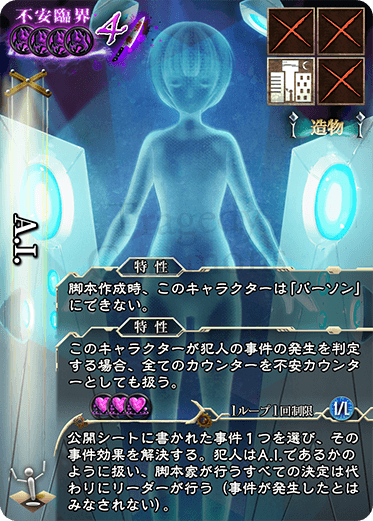 不安臨界
4
造物
A.I.
特性
脚本作成時、このキャラクターは「パーソン」
にできない。
特性
このキャラクターが犯人の事件の発生を判定
する場合、全てのカウンターを不安カウンタ
ーとしても扱う。
1ループ1回制限 1/L
公開シートに書かれた事件1つを選び、その
事件効果を解決する。犯人はA.I.であるかの
ように扱い、脚本家が行うすべての決定は代
わりにリーダーが行う（事件が発生したとは
みなされない）。